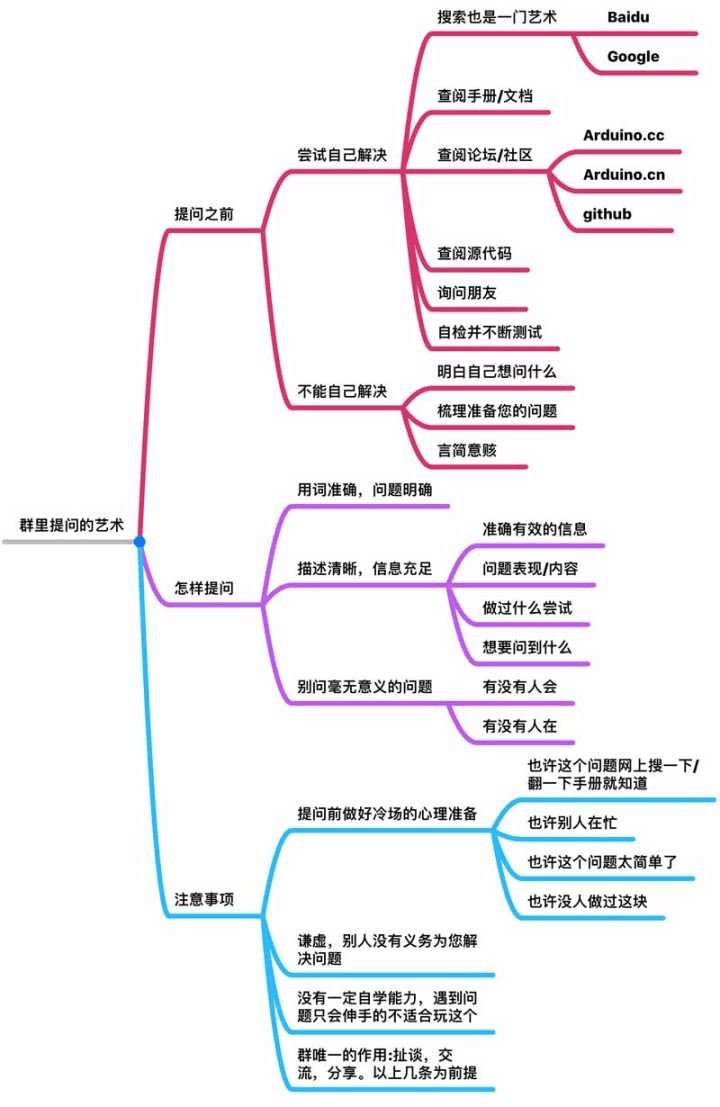 群里提问的艺术
提问之前
尝试自己解决
搜索也是一门艺术
Baidu
Google
查阅手册/文档
查阅论坛/社区
Arduino.cc
Arduino.cn
github
查阅源代码
询问朋友
自检并不断测试
不能自己解决
明白自己想问什么
梳理准备您的问题
言简意赅
怎样提问
用词准确，问题明确
描述清晰，信息充足
准确有效的信息
问题表现/内容
做过什么尝试
想要问到什么
别问毫无意义的问题
有没有人会
有没有人在
注意事项
提问前做好冷场的心理准备
也许这个问题网上搜一下/
翻一下手册就知道
也许别人在忙
也许这个问题太简单了
也许没人做过这块
谦虚，别人没有义务为您解
决问题
没有一定自学能力，遇到问
题只会伸手的不适合玩这个
群唯一的作用:扯谈，交
流，分享。以上几条为前提